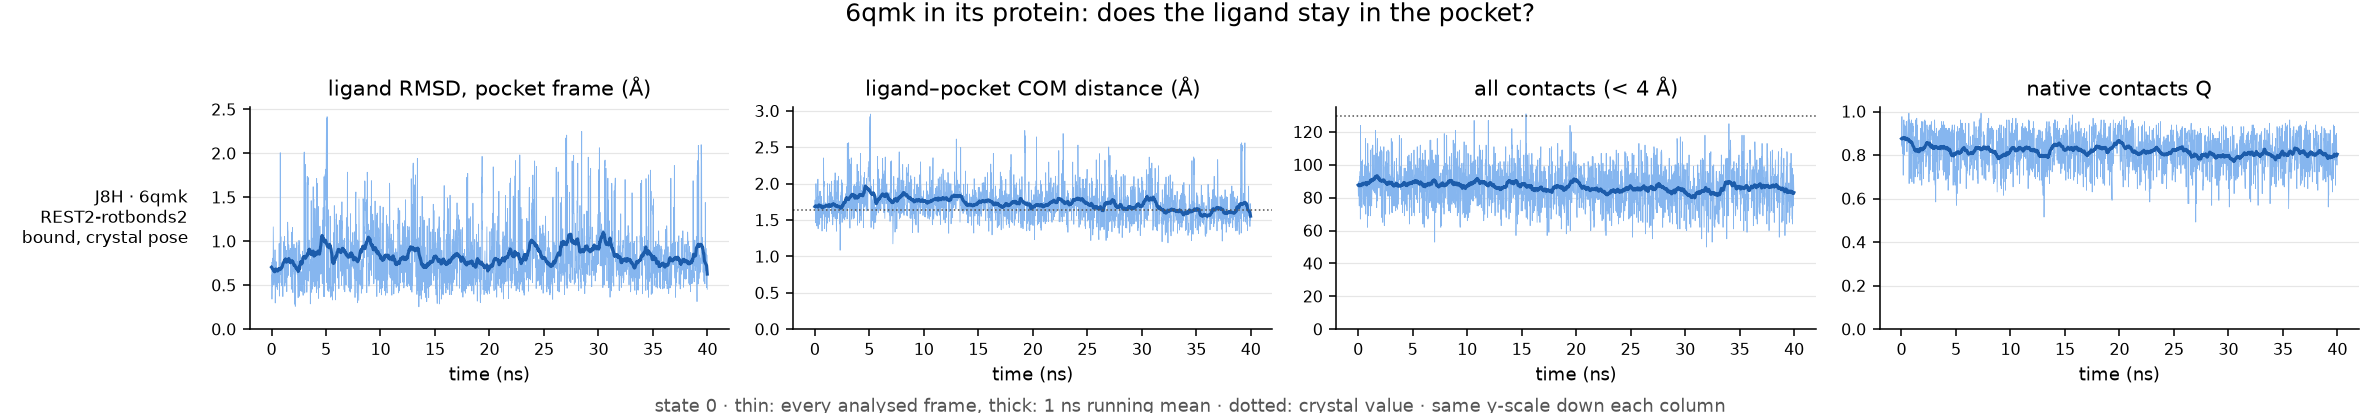 6qmk in its protein: does the ligand stay in the pocket?
J8H · 6qmk
REST2-rotbonds2
bound, crystal pose
ligand RMSD, pocket frame (Å)
2.5
2.0
1.5
1.0
0.5
0.0
0 5 10 15 20 25 30 35 40
time (ns)
ligand–pocket COM distance (Å)
3.0
2.5
2.0
1.5
1.0
0.5
0.0
0 5 10 15 20 25 30 35 40
time (ns)
all contacts (< 4 Å)
120
100
80
60
40
20
0
0 5 10 15 20 25 30 35 40
time (ns)
native contacts Q
1.0
0.8
0.6
0.4
0.2
0.0
0 5 10 15 20 25 30 35 40
time (ns)
state 0 · thin: every analysed frame, thick: 1 ns running mean · dotted: crystal value · same y-scale down each column